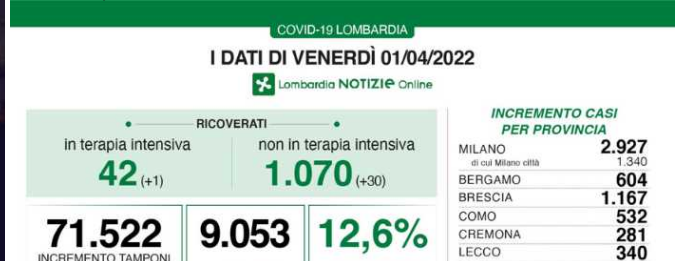 COVID-19 LOMBARDIA
I DATI DI VENERDÌ 01/04/2022
Lombardia NOTIZIE Online
RICOVERATI
in terapia intensiva
42 (+1)
non in terapia intensiva
1.070 (+30)
71.522
INCREMENTO TAMPONI
9.053
12,6%
INCREMENTO CASI
PER PROVINCIA
MILANO 2.927
di cui Milano città 1.340
BERGAMO 604
BRESCIA 1.167
COMO 532
CREMONA 281
LECCO 340